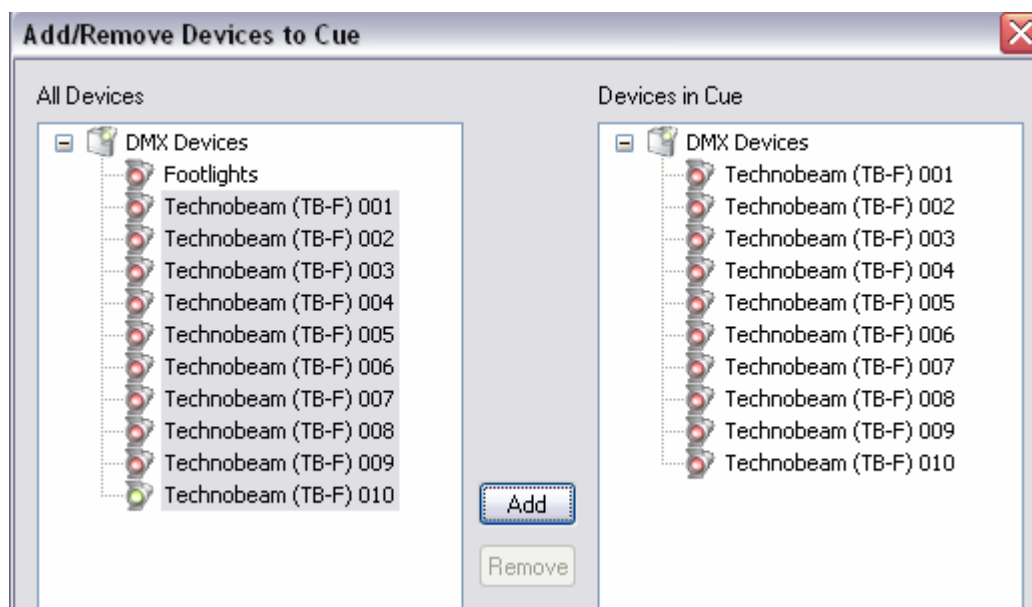 Add/Remove Devices to Cue
All Devices
DMX Devices
Footlights
Technobeam (TB-F) 001
Technobeam (TB-F) 002
Technobeam (TB-F) 003
Technobeam (TB-F) 004
Technobeam (TB-F) 005
Technobeam (TB-F) 006
Technobeam (TB-F) 007
Technobeam (TB-F) 008
Technobeam (TB-F) 009
Technobeam (TB-F) 010
Add
Remove
Devices in Cue
DMX Devices
Technobeam (TB-F) 001
Technobeam (TB-F) 002
Technobeam (TB-F) 003
Technobeam (TB-F) 004
Technobeam (TB-F) 005
Technobeam (TB-F) 006
Technobeam (TB-F) 007
Technobeam (TB-F) 008
Technobeam (TB-F) 009
Technobeam (TB-F) 010